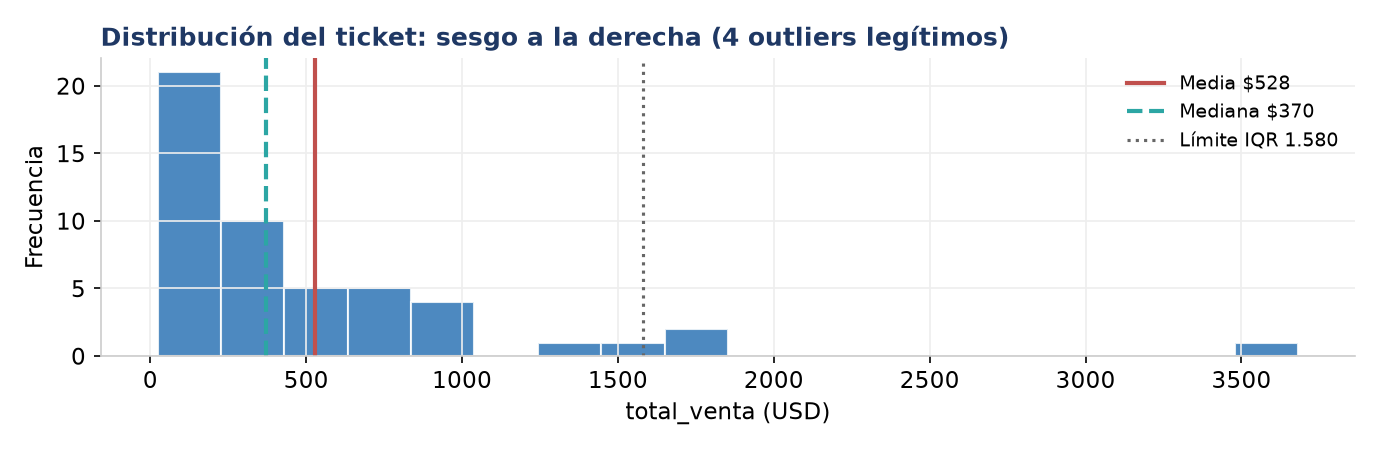 Distribución del ticket: sesgo a la derecha (4 outliers legítimos)
Media $528
Mediana $370
Límite IQR 1.580
Frecuencia
20
15
10
5
0
0 500 1000 1500 2000 2500 3000 3500
total_venta (USD)